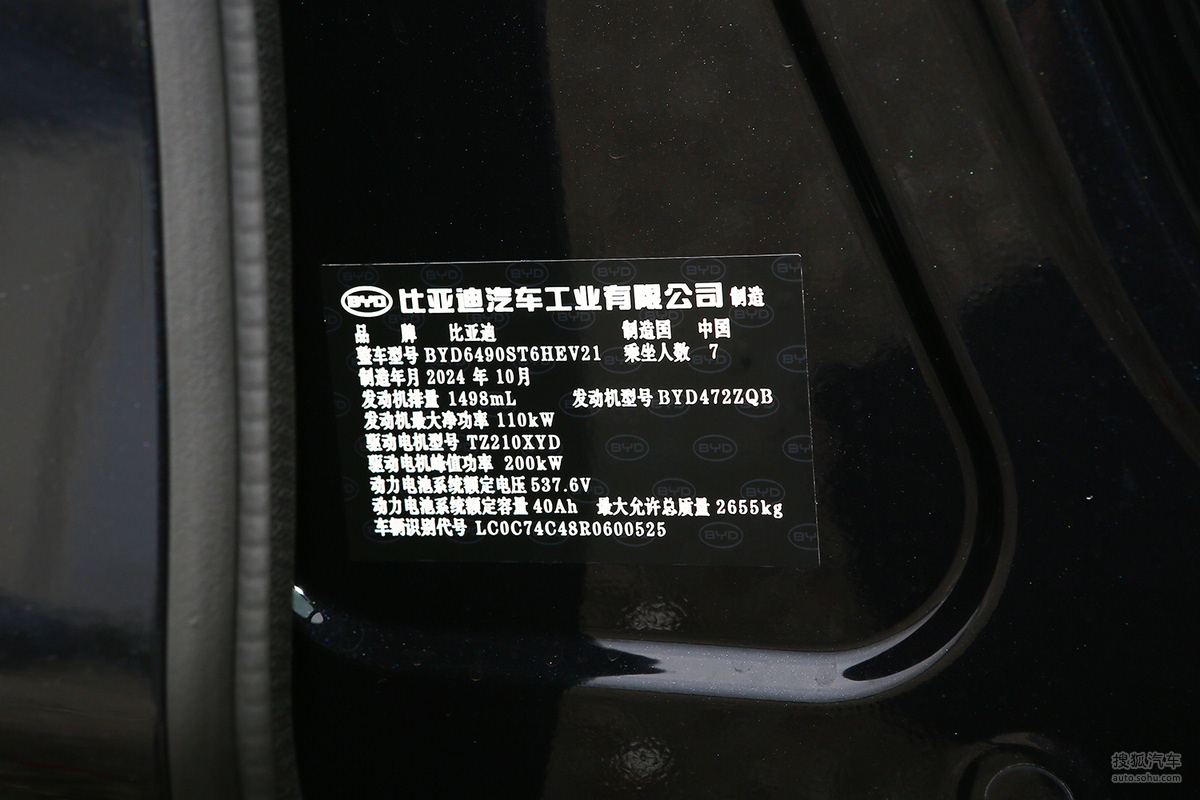 BYD 比亚迪汽车工业有限公司 制造
品 牌 比亚迪 制造国 中国
整车型号 BYD6490ST6HEV21 乘坐人数 7
制造年月 2024 年 10 月
发动机排量 1498mL 发动机型号 BYD472ZQB
发动机最大净功率 110kW
驱动电机型号 TZ210XYD
驱动电机峰值功率 200kW
动力电池系统额定电压 537.6V
动力电池系统额定容量 40Ah 最大允许总质量 2655kg
车辆识别代号 LC0C74C48R0600525
搜狐汽车
auto.sohu.com